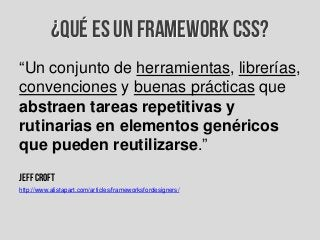 ¿QUÉ ES UN FRAMEWORK CSS?
“Un conjunto de herramientas, librerías,
convenciones y buenas prácticas que
abstraen tareas repetitivas y
rutinarias en elementos genéricos
que pueden reutilizarse.”
JEFF CROFT
http://www.alistapart.com/articles/frameworksfordesigners/